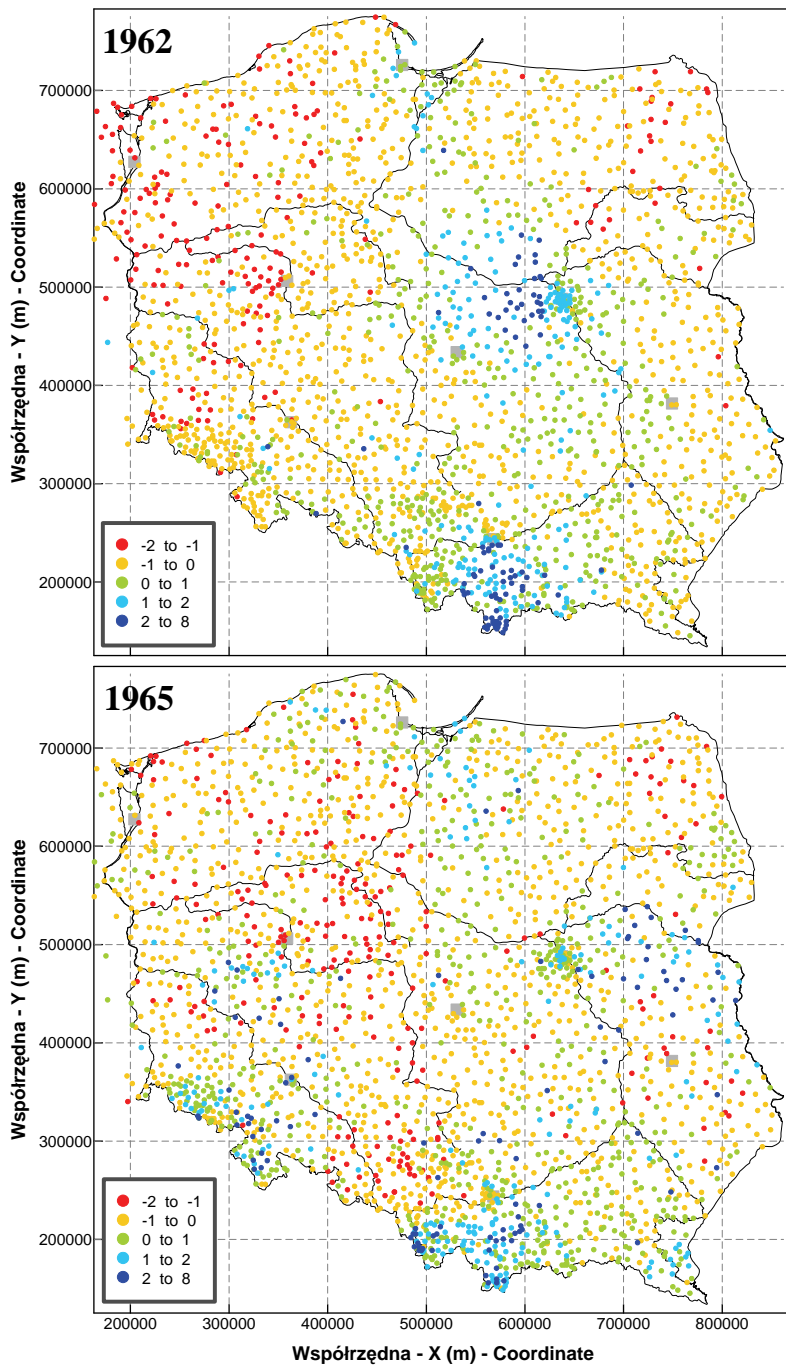 1962
700000
600000
500000
400000
300000
200000
Współrzędna - Y (m) - Coordinate
-2 to -1
-1 to 0
0 to 1
1 to 2
2 to 8
1965
700000
600000
500000
400000
300000
200000
Współrzędna - Y (m) - Coordinate
-2 to -1
-1 to 0
0 to 1
1 to 2
2 to 8
200000 300000 400000 500000 600000 700000 800000
Współrzędna - X (m) - Coordinate